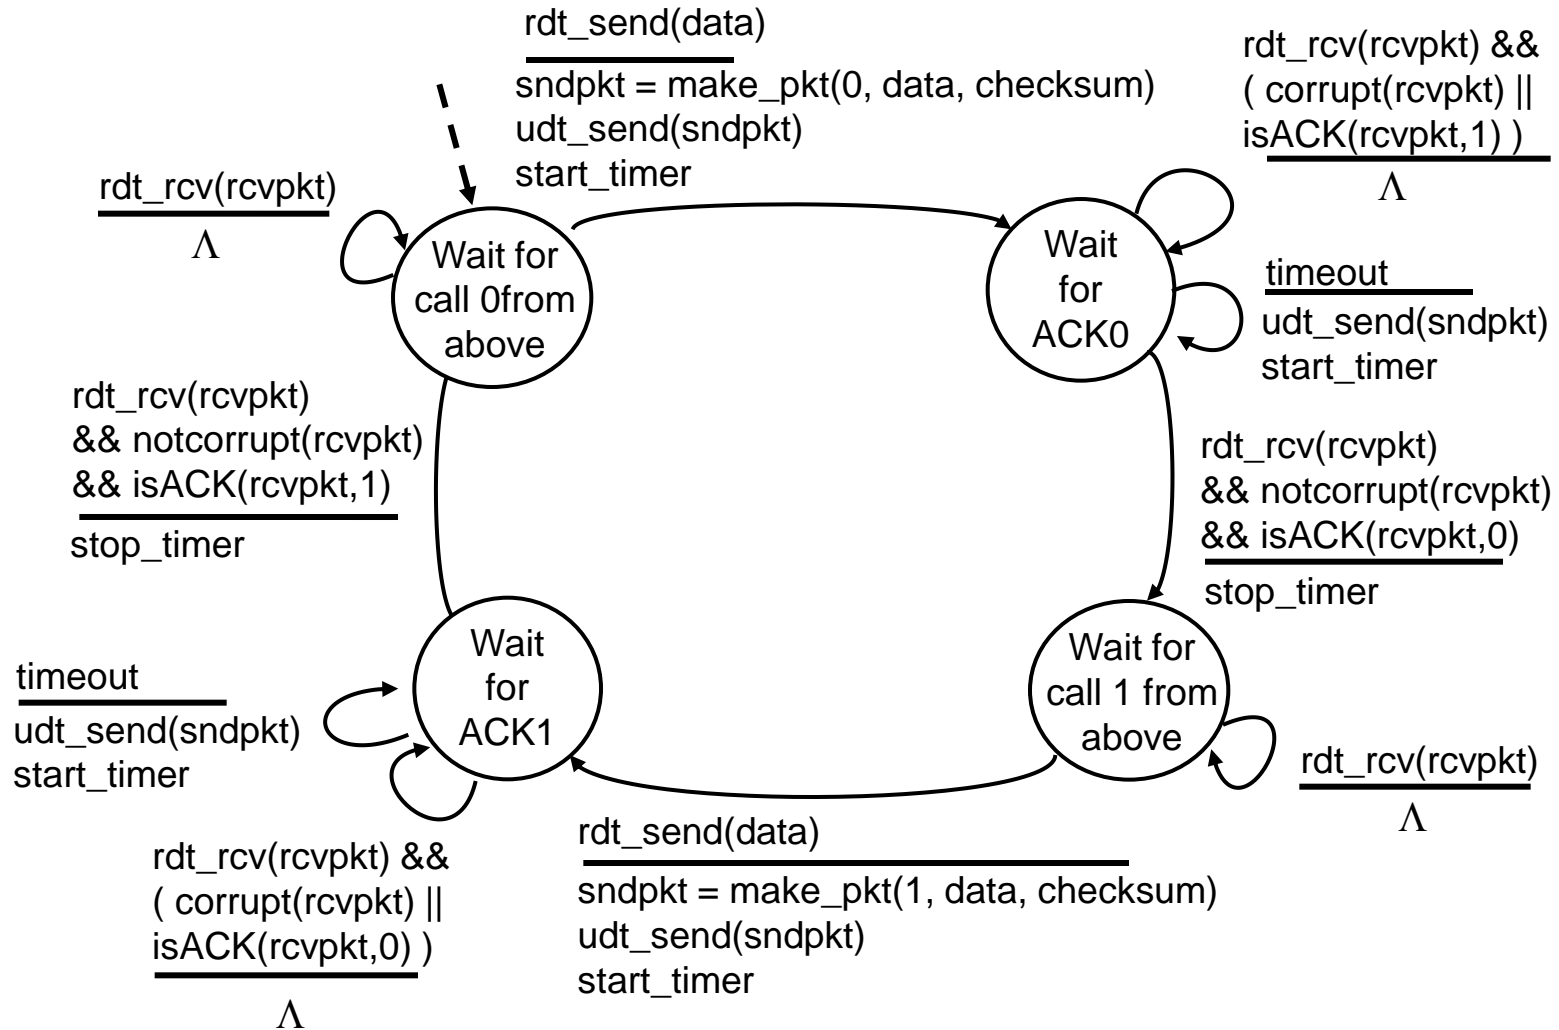 rdt_send(data)
sndpkt = make_pkt(0, data, checksum)
udt_send(sndpkt)
start_timer
rdt_rcv(rcvpkt) &&
( corrupt(rcvpkt) ||
isACK(rcvpkt,1) )
Λ
rdt_rcv(rcvpkt)
Λ
Wait for
call 0from
above
Wait
for
ACK0
timeout
udt_send(sndpkt)
start_timer
rdt_rcv(rcvpkt)
&& notcorrupt(rcvpkt)
&& isACK(rcvpkt,1)
stop_timer
rdt_rcv(rcvpkt)
&& notcorrupt(rcvpkt)
&& isACK(rcvpkt,0)
stop_timer
Wait
for
ACK1
Wait for
call 1 from
above
timeout
udt_send(sndpkt)
start_timer
rdt_rcv(rcvpkt)
Λ
rdt_rcv(rcvpkt) &&
( corrupt(rcvpkt) ||
isACK(rcvpkt,0) )
Λ
rdt_send(data)
sndpkt = make_pkt(1, data, checksum)
udt_send(sndpkt)
start_timer